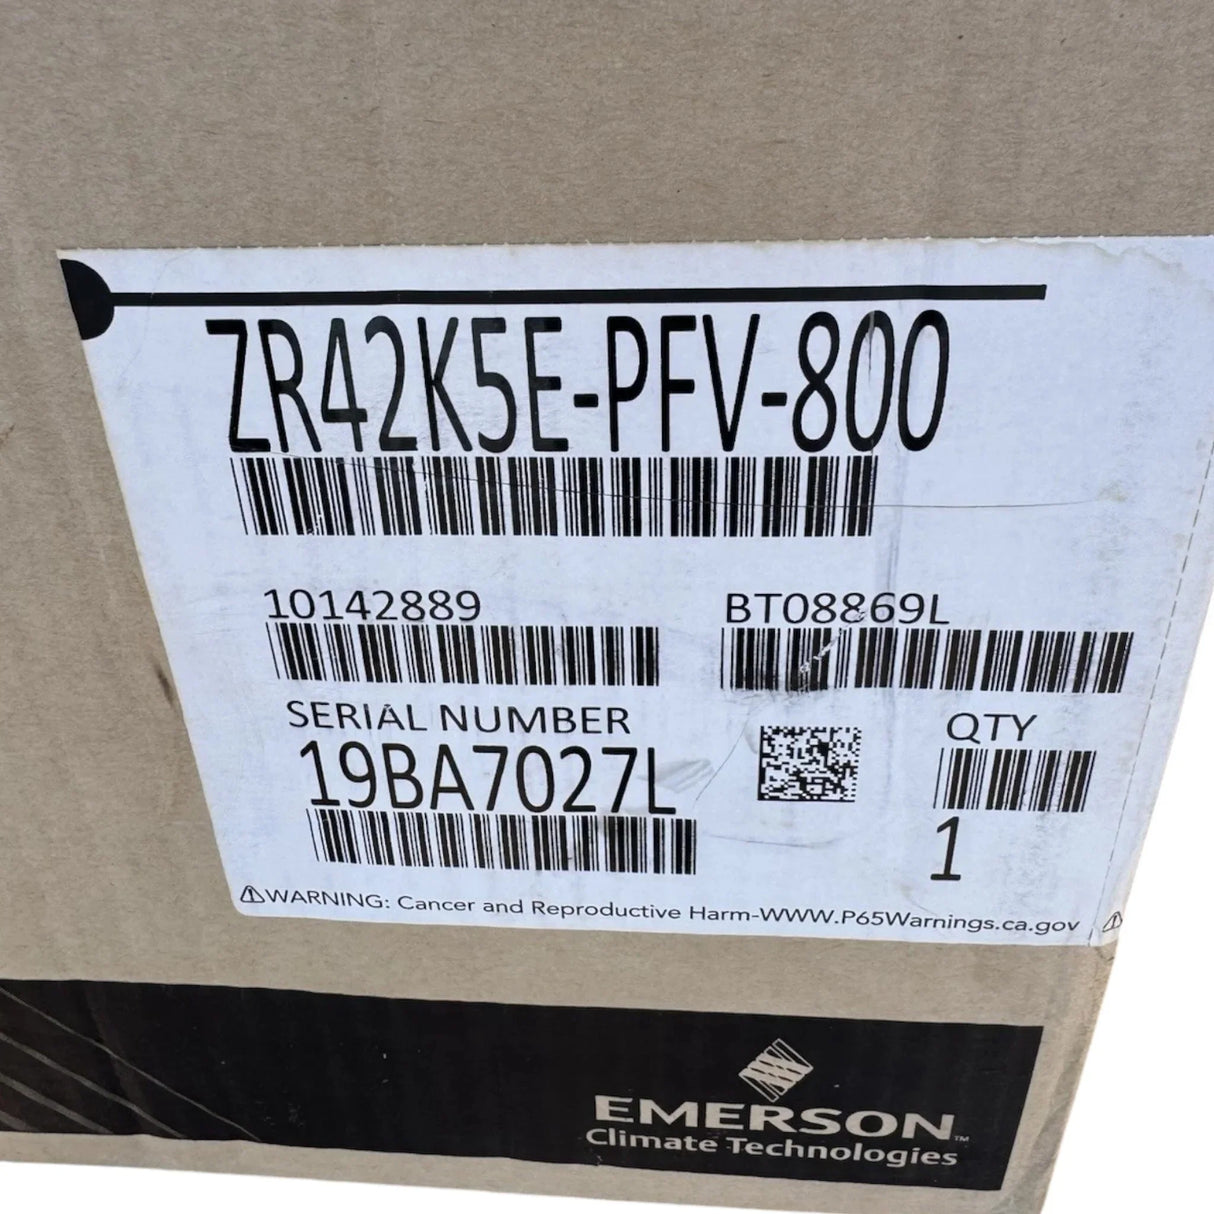 ZR42K5E-PFV-800
10142889
BT08869L
SERIAL NUMBER
19BA7027L
QTY
1
⚠WARNING: Cancer and Reproductive Harm-WWW.P65Warnings.ca.gov ⚠
EMERSON™
Climate Technologies